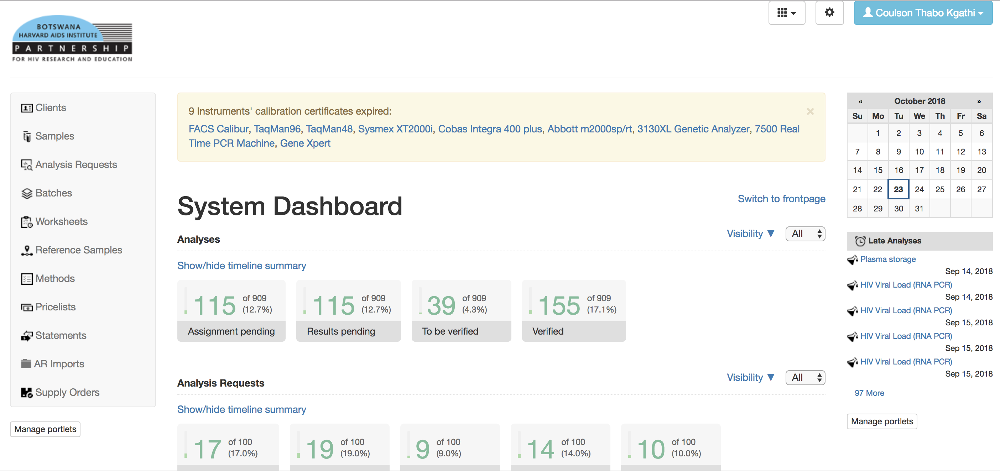 BOTSWANA
HARVARD AIDS INSTITUTE
PARTNERSHIP
FOR HIV RESEARCH AND EDUCATION
Coulson Thabo Kgathi
Clients
Samples
Analysis Requests
Batches
Worksheets
Reference Samples
Methods
Pricelists
Statements
AR Imports
Supply Orders
Manage portlets
9 Instruments' calibration certificates expired:
×
FACS Calibur, TaqMan96, TaqMan48, Sysmex XT2000i, Cobas Integra 400 plus, Abbott m2000sp/rt, 3130XL Genetic Analyzer, 7500 Real
Time PCR Machine, Gene Xpert
System Dashboard
Switch to frontpage
Analyses
Visibility ▼ All
Show/hide timeline summary
115 of 909 (12.7%)
Assignment pending
115 of 909 (12.7%)
Results pending
39 of 909 (4.3%)
To be verified
155 of 909 (17.1%)
Verified
Analysis Requests
Visibility ▼ All
Show/hide timeline summary
17 of 100 (17.0%)
19 of 100 (19.0%)
9 of 100 (9.0%)
14 of 100 (14.0%)
10 of 100 (10.0%)
« October 2018 »
Su Mo Tu We Th Fr Sa
1 2 3 4 5 6
7 8 9 10 11 12 13
14 15 16 17 18 19 20
21 22 23 24 25 26 27
28 29 30 31
Late Analyses
Plasma storage
Sep 14, 2018
HIV Viral Load (RNA PCR)
Sep 14, 2018
HIV Viral Load (RNA PCR)
Sep 15, 2018
HIV Viral Load (RNA PCR)
Sep 15, 2018
HIV Viral Load (RNA PCR)
Sep 15, 2018
97 More
Manage portlets